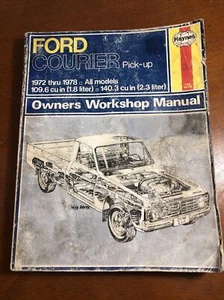 FORD
COURIER Pick-up
Haynes
1972 thru 1978 □ All models
109.6 cu in (1.8 liter) □ 140.3 cu in (2.3 liter)
Owners Workshop Manual